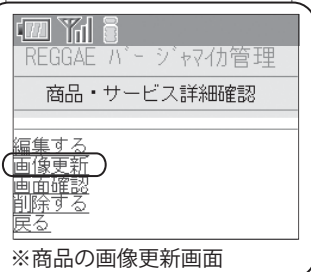 REGGAE バー ジャマイカ管理
商品・サービス詳細確認
編集する
画像更新
画面確認
削除する
戻る
※商品の画像更新画面